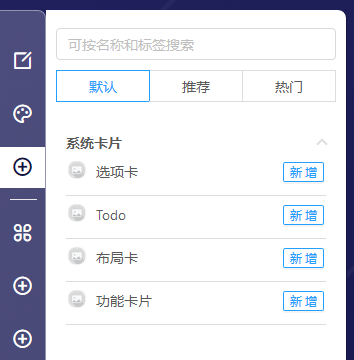 可按名称和标签搜索
默认 推荐 热门
系统卡片
选项卡 新增
Todo 新增
布局卡 新增
功能卡片 新增